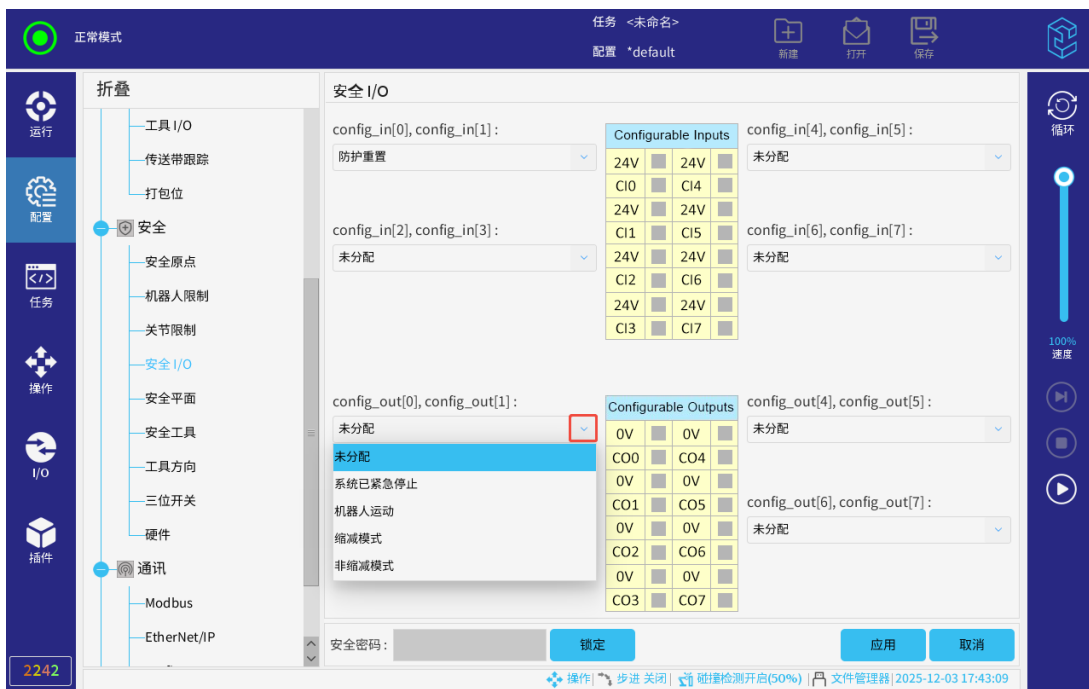 正常模式
任务 <未命名>
配置 *default
新建
打开
保存
运行
配置
任务
操作
I/O
插件
2242
折叠
工具 I/O
传送带跟踪
打包位
安全
安全原点
机器人限制
关节限制
安全 I/O
安全平面
安全工具
工具方向
三位开关
硬件
通讯
Modbus
EtherNet/IP
安全 I/O
config_in[0], config_in[1] :
防护重置
config_in[2], config_in[3] :
未分配
Configurable Inputs
24V 24V
CI0 CI4
24V 24V
CI1 CI5
24V 24V
CI2 CI6
24V 24V
CI3 CI7
config_in[4], config_in[5] :
未分配
config_in[6], config_in[7] :
未分配
config_out[0], config_out[1] :
未分配
未分配
系统已紧急停止
机器人运动
缩减模式
非缩减模式
Configurable Outputs
0V 0V
CO0 CO4
0V 0V
CO1 CO5
0V 0V
CO2 CO6
0V 0V
CO3 CO7
config_out[4], config_out[5] :
未分配
config_out[6], config_out[7] :
未分配
安全密码 :
锁定
应用
取消
操作| 步进 关闭| 碰撞检测开启(50%) | 文件管理器| 2025-12-03 17:43:09
循环
100%
速度